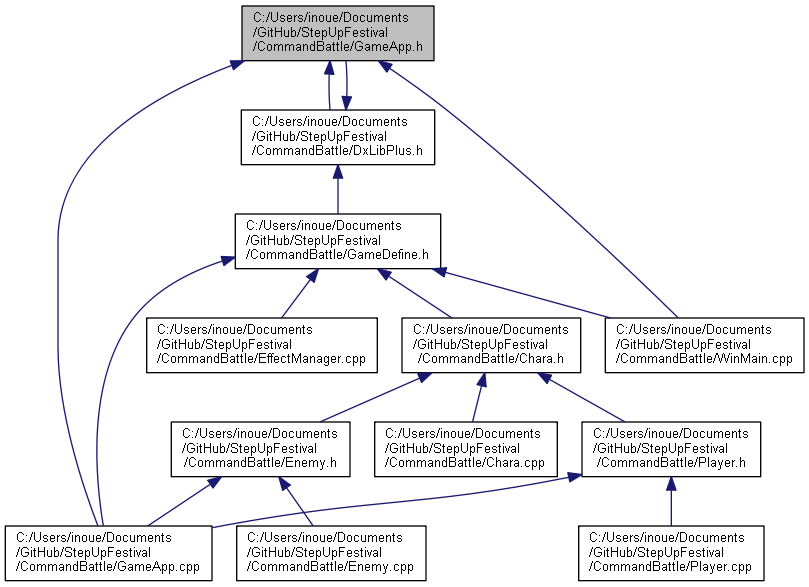 C:/Users/inoue/Documents
/GitHub/StepUpFestival
/CommandBattle/GameApp.h
C:/Users/inoue/Documents
/GitHub/StepUpFestival
/CommandBattle/DxLibPlus.h
C:/Users/inoue/Documents
/GitHub/StepUpFestival
/CommandBattle/GameDefine.h
C:/Users/inoue/Documents
/GitHub/StepUpFestival
/CommandBattle/EffectManager.cpp
C:/Users/inoue/Documents
/GitHub/StepUpFestival
/CommandBattle/Chara.h
C:/Users/inoue/Documents
/GitHub/StepUpFestival
/CommandBattle/WinMain.cpp
C:/Users/inoue/Documents
/GitHub/StepUpFestival
/CommandBattle/Enemy.h
C:/Users/inoue/Documents
/GitHub/StepUpFestival
/CommandBattle/Chara.cpp
C:/Users/inoue/Documents
/GitHub/StepUpFestival
/CommandBattle/Player.h
C:/Users/inoue/Documents
/GitHub/StepUpFestival
/CommandBattle/GameApp.cpp
C:/Users/inoue/Documents
/GitHub/StepUpFestival
/CommandBattle/Enemy.cpp
C:/Users/inoue/Documents
/GitHub/StepUpFestival
/CommandBattle/Player.cpp